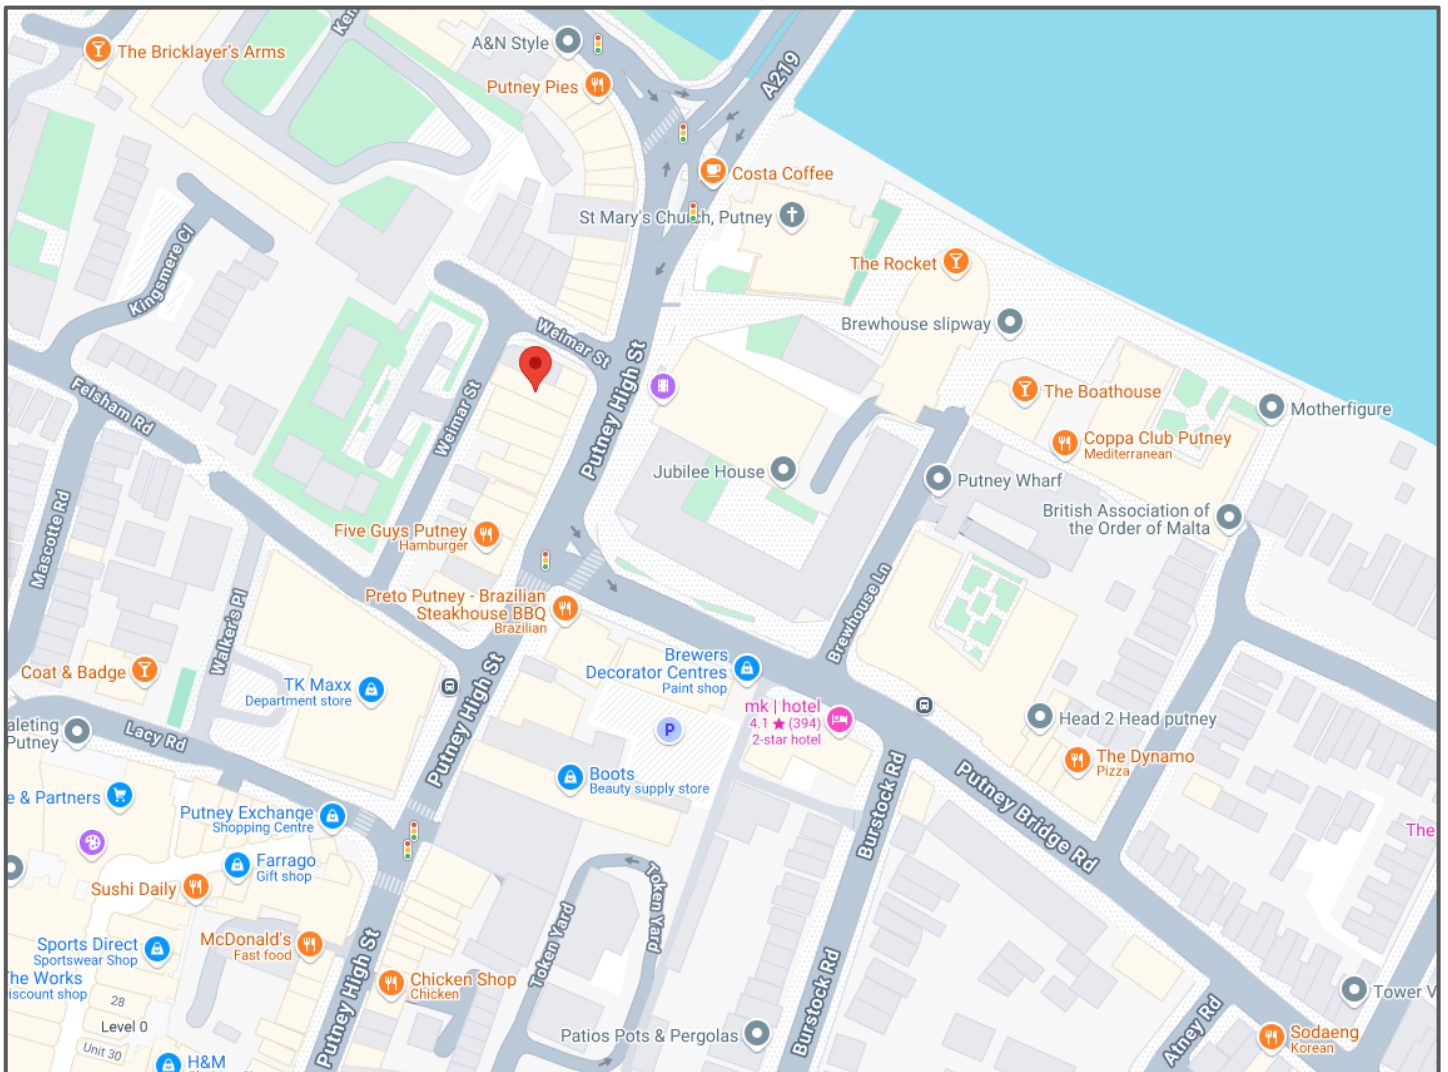 Ken
A&N Style
A219
The Bricklayer's Arms
Putney Pies
Costa Coffee
St Mary's Church, Putney
Kingsmere Cl
The Rocket
Brewhouse slipway
Weimar St
Putney High St
Felsham Rd
Weimar St
The Boathouse
Motherfigure
Coppa Club Putney
Mediterranean
Jubilee House
Putney Wharf
British Association of
the Order of Malta
Mascotte Rd
Five Guys Putney
Hamburger
Preto Putney - Brazilian
Steakhouse BBQ
Brazilian
Walker's Pl
Brewhouse Ln
Coat & Badge
Brewers
Decorator Centres
Paint shop
TK Maxx
Department store
Putney High St
mk | hotel
4.1 ★ (394)
2-star hotel
Head 2 Head putney
aleting
Putney
Lacy Rd
P
The Dynamo
Pizza
Boots
Beauty supply store
Putney Bridge Rd
Burstock Rd
e & Partners
Putney Exchange
Shopping Centre
The
Farrago
Gift shop
Sushi Daily
Token Yard
Token Yard
McDonald's
Fast food
Sports Direct
Sportswear Shop
The Works
iscount shop
Putney High St
Chicken Shop
Chicken
Burstock Rd
Tower V
28
Level 0
Unit 30
Patios Pots & Pergolas
Atney Rd
Sodaeng
Korean
H&M